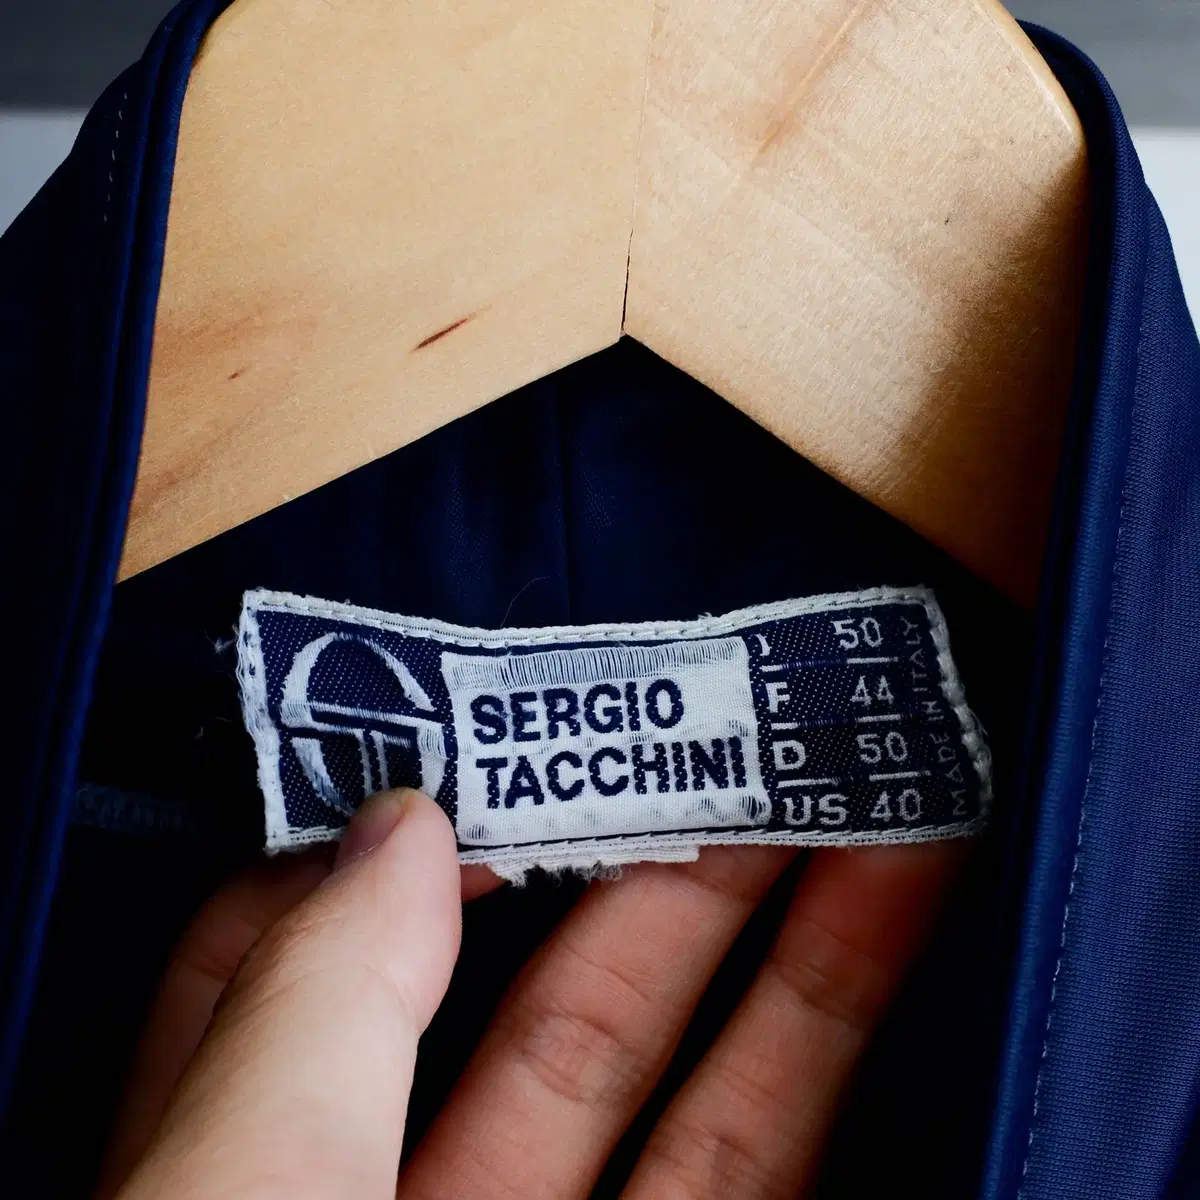 SERGIO
TACCHINI
I 50
F 44
D 50
US 40
MADE IN ITALY